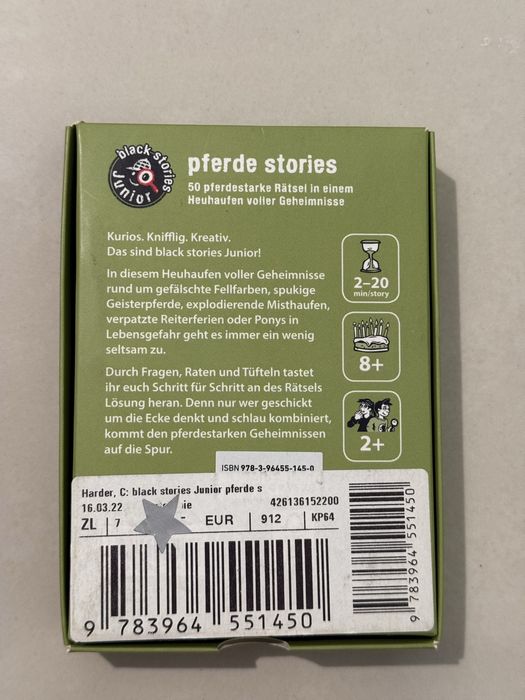 black stories
Junior
pferde stories
50 pferdestarke Rätsel in einem
Heuhaufen voller Geheimnisse
Kurios. Knifflig. Kreativ.
Das sind black stories Junior!
In diesem Heuhaufen voller Geheimnisse
rund um gefälschte Fellfarben, spukige
Geisterpferde, explodierende Misthaufen,
verpatzte Reiterferien oder Ponys in
Lebensgefahr geht es immer ein wenig
seltsam zu.
Durch Fragen, Raten und Tüfteln tastet
ihr euch Schritt für Schritt an des Rätsels
Lösung heran. Denn nur wer geschickt
um die Ecke denkt und schlau kombiniert,
kommt den pferdestarken Geheimnissen
auf die Spur.
2–20
min/story
8+
2+
ISBN 978-3-96455-145-0
Harder, C: black stories Junior pferde s
16.03.22 426136152200
ZL 7 EUR 912 KP64
9 783964 551450
9 783964 551450